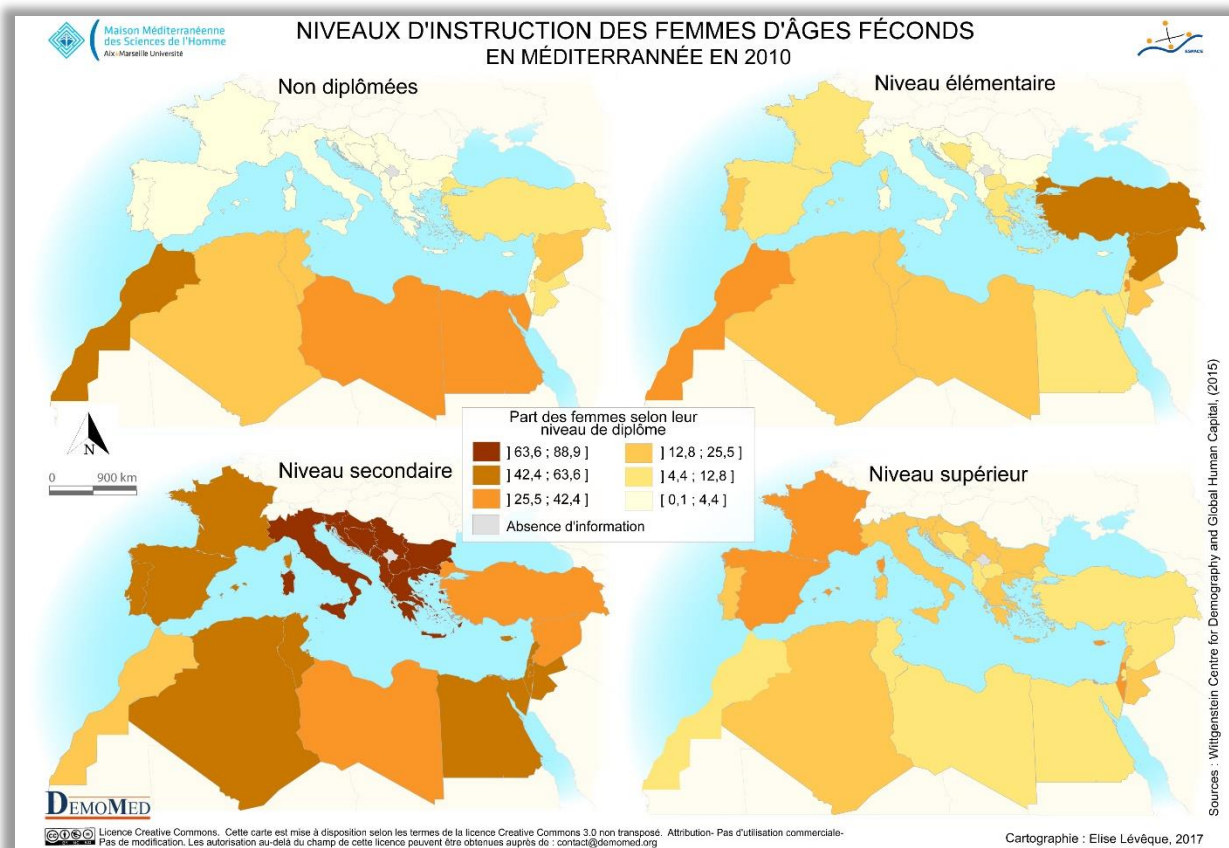 Maison Méditerranéenne
des Sciences de l'Homme
Aix-Marseille Université
NIVEAUX D'INSTRUCTION DES FEMMES D'ÂGES FÉCONDS
EN MÉDITERRANNÉE EN 2010
ESPACE
Non diplômées
Niveau élémentaire
N
0 900 km
Part des femmes selon leur
niveau de diplôme
] 63,6 ; 88,9 ] ] 12,8 ; 25,5 ]
] 42,4 ; 63,6 ] ] 4,4 ; 12,8 ]
] 25,5 ; 42,4 ] [ 0,1 ; 4,4 ]
Absence d'information
Niveau secondaire
Niveau supérieur
Sources : Wittgenstein Centre for Demography and Global Human Capital, (2015)
DEMOMED
Licence Creative Commons. Cette carte est mise à disposition selon les termes de la licence Creative Commons 3.0 non transposé. Attribution- Pas d'utilisation commerciale-
Pas de modification. Les autorisation au-delà du champ de cette licence peuvent être obtenues auprès de : contact@demomed.org
Cartographie : Elise Lévêque, 2017